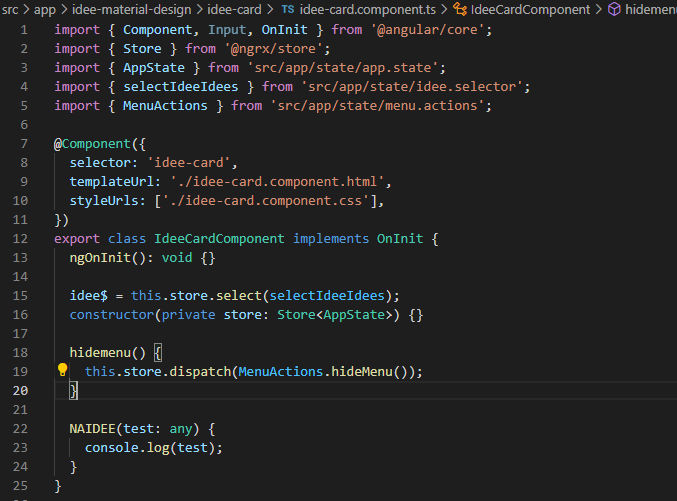 src > app > idee-material-design > idee-card > TS idee-card.component.ts > IdeeCardComponent > hidemenu
1 import { Component, Input, OnInit } from '@angular/core';
2 import { Store } from '@ngrx/store';
3 import { AppState } from 'src/app/state/app.state';
4 import { selectIdeeIdees } from 'src/app/state/idee.selector';
5 import { MenuActions } from 'src/app/state/menu.actions';
6
7 @Component({
8   selector: 'idee-card',
9   templateUrl: './idee-card.component.html',
10   styleUrls: ['./idee-card.component.css'],
11 })
12 export class IdeeCardComponent implements OnInit {
13   ngOnInit(): void {}
14
15   idee$ = this.store.select(selectIdeeIdees);
16   constructor(private store: Store<AppState>) {}
17
18   hidemenu() {
19     this.store.dispatch(MenuActions.hideMenu());
20   }
21
22   NAIDEE(test: any) {
23     console.log(test);
24   }
25 }